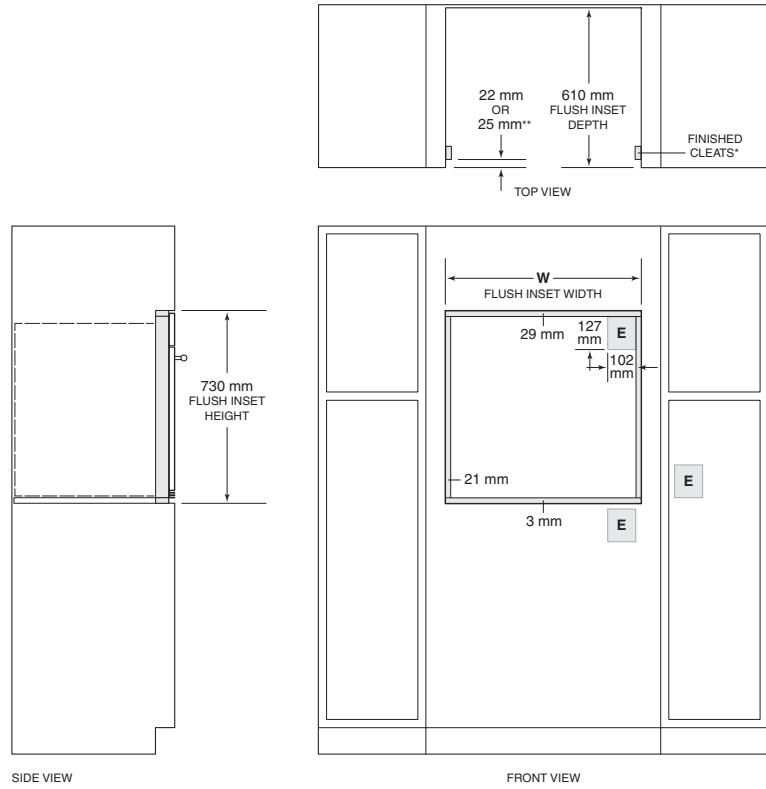 22 mm
OR
25 mm**
610 mm
FLUSH INSET
DEPTH
FINISHED
CLEATS*
TOP VIEW
W
FLUSH INSET WIDTH
29 mm
127
mm
E
102
mm
730 mm
FLUSH INSET
HEIGHT
21 mm
E
3 mm
E
SIDE VIEW
FRONT VIEW